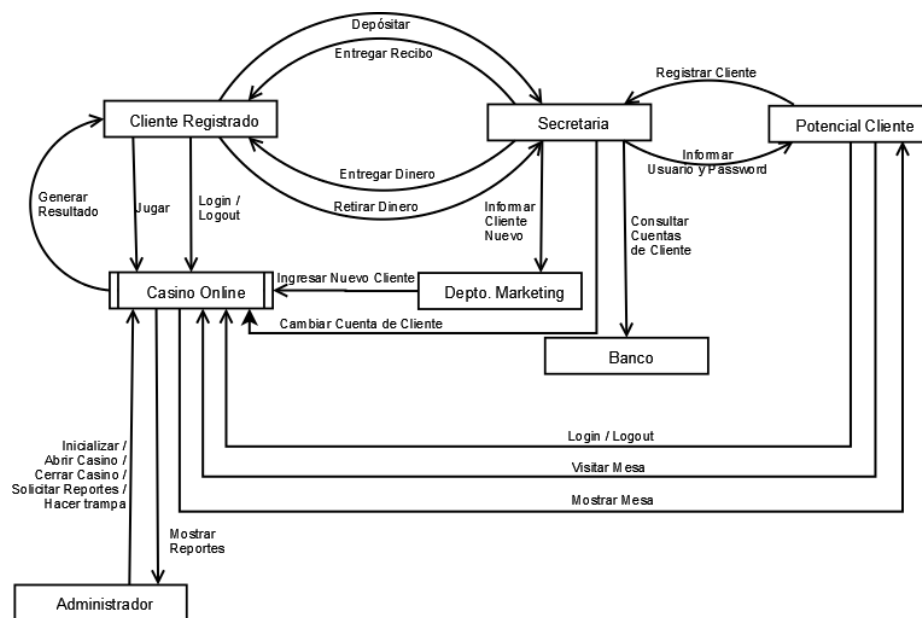 Depósitar
Entregar Recibo
Registrar Cliente
Cliente Registrado
Secretaria
Potencial Cliente
Informar
Usuario y Password
Entregar Dinero
Retirar Dinero
Generar
Resultado
Jugar
Login /
Logout
Informar
Cliente
Nuevo
Consultar
Cuentas
de Cliente
Ingresar Nuevo Cliente
Casino Online
Depto. Marketing
Cambiar Cuenta de Cliente
Banco
Login / Logout
Visitar Mesa
Mostrar Mesa
Inicializar /
Abrir Casino /
Cerrar Casino /
Solicitar Reportes /
Hacer trampa
Mostrar
Reportes
Administrador